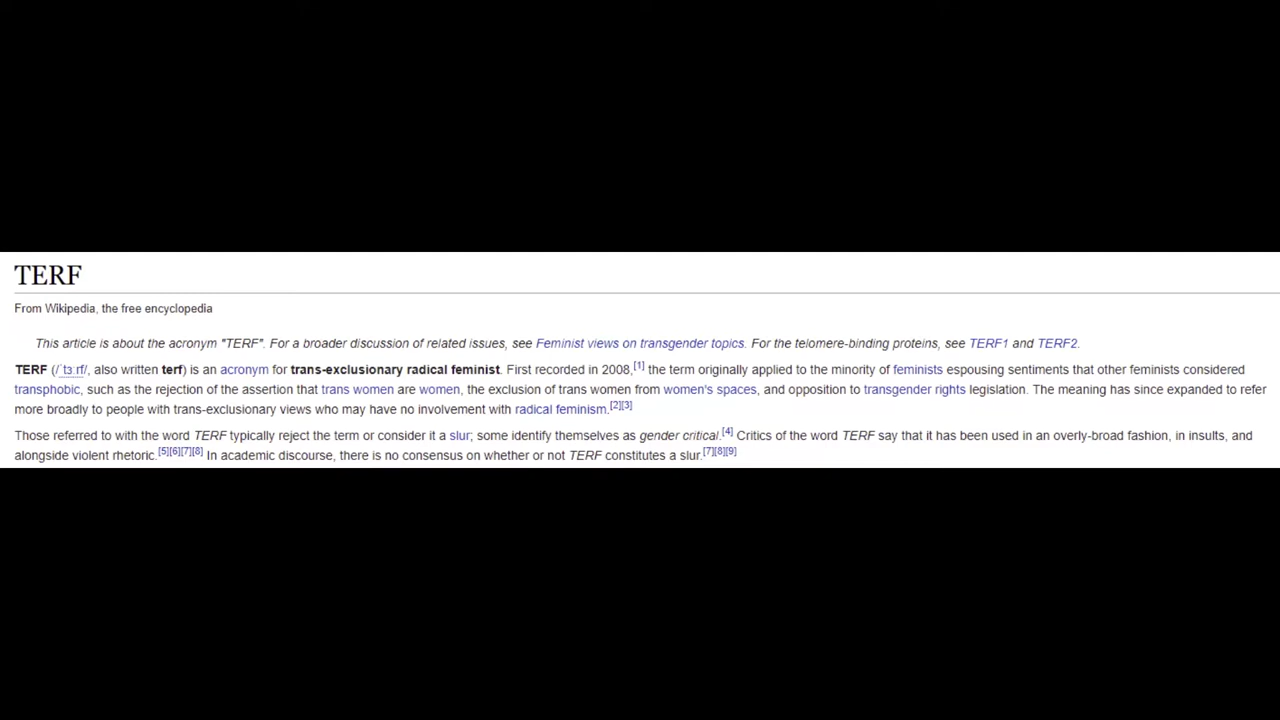 TERF
From Wikipedia, the free encyclopedia
This article is about the acronym "TERF". For a broader discussion of related issues, see Feminist views on transgender topics. For the telomere-binding proteins, see TERF1 and TERF2.
TERF (/ˈtɜːrf/, also written terf) is an acronym for trans-exclusionary radical feminist. First recorded in 2008,[1] the term originally applied to the minority of feminists espousing sentiments that other feminists considered
transphobic, such as the rejection of the assertion that trans women are women, the exclusion of trans women from women's spaces, and opposition to transgender rights legislation. The meaning has since expanded to refer
more broadly to people with trans-exclusionary views who may have no involvement with radical feminism.[2][3]
Those referred to with the word TERF typically reject the term or consider it a slur; some identify themselves as gender critical.[4] Critics of the word TERF say that it has been used in an overly-broad fashion, in insults, and
alongside violent rhetoric.[5][6][7][8] In academic discourse, there is no consensus on whether or not TERF constitutes a slur.[7][8][9]